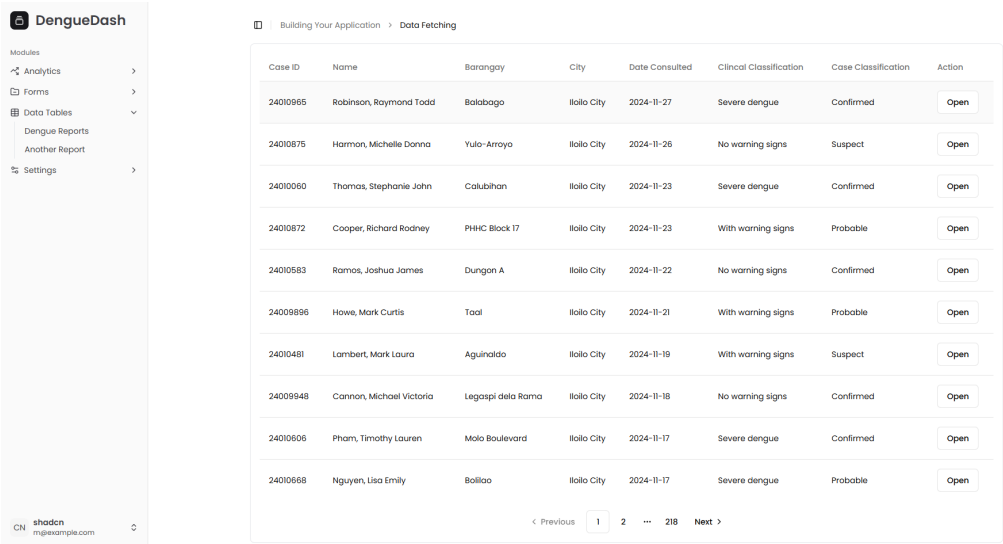 DengueDash
Modules
Analytics
Forms
Data Tables
Dengue Reports
Another Report
Settings
CN
shadcn
m@example.com
Building Your Application > Data Fetching
Case ID Name Barangay City Date Consulted Clincal Classification Case Classification Action
24010965 Robinson, Raymond Todd Balabago Iloilo City 2024-11-27 Severe dengue Confirmed Open
24010875 Harmon, Michelle Donna Yulo-Arroyo Iloilo City 2024-11-26 No warning signs Suspect Open
24010060 Thomas, Stephanie John Calubihan Iloilo City 2024-11-23 Severe dengue Confirmed Open
24010872 Cooper, Richard Rodney PHHC Block 17 Iloilo City 2024-11-23 With warning signs Probable Open
24010583 Ramos, Joshua James Dungon A Iloilo City 2024-11-22 No warning signs Confirmed Open
24009896 Howe, Mark Curtis Taal Iloilo City 2024-11-21 With warning signs Probable Open
24010481 Lambert, Mark Laura Aguinaldo Iloilo City 2024-11-19 With warning signs Suspect Open
24009948 Cannon, Michael Victoria Legaspi dela Rama Iloilo City 2024-11-18 No warning signs Confirmed Open
24010606 Pham, Timothy Lauren Molo Boulevard Iloilo City 2024-11-17 Severe dengue Confirmed Open
24010668 Nguyen, Lisa Emily Bolilao Iloilo City 2024-11-17 Severe dengue Probable Open
< Previous 1 2 ··· 218 Next >